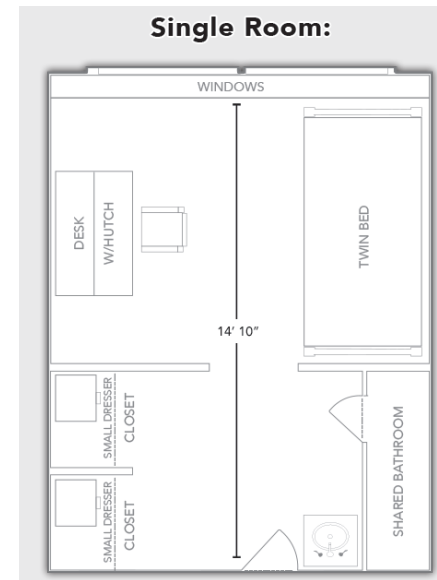 Single Room:
WINDOWS
DESK
W/HUTCH
TWIN BED
14' 10"
SMALL DRESSER
CLOSET
SHARED BATHROOM
SMALL DRESSER
CLOSET